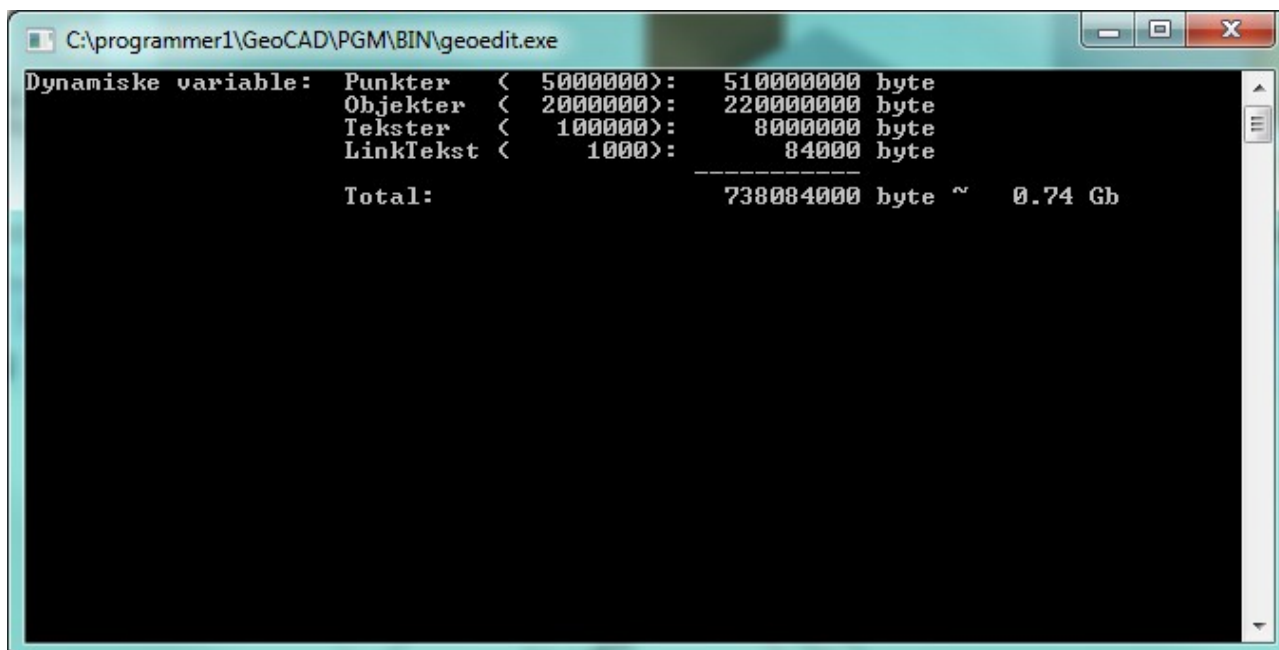 C:\programmer1\GeoCAD\PGM\BIN\geoedit.exe
Dynamiske variable:  Punkter   (  5000000):   510000000 byte
Objekter  (  2000000):   220000000 byte
Tekster   (   100000):     8000000 byte
LinkTekst (     1000):       84000 byte
Total:                   738084000 byte ~   0.74 Gb